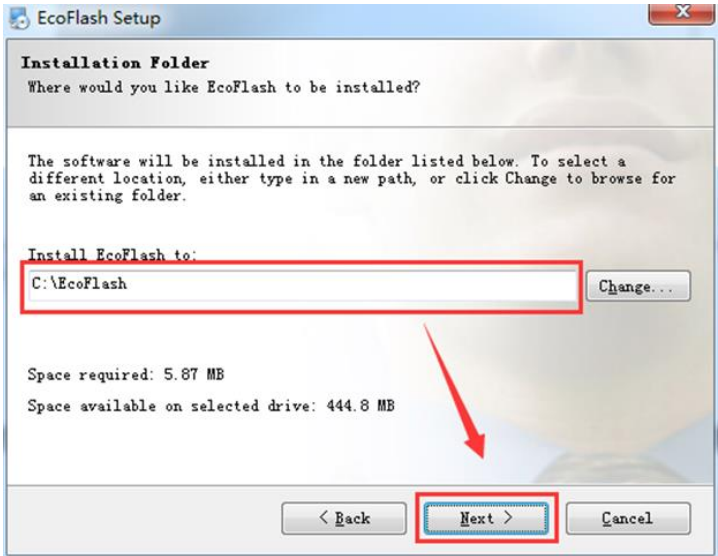 EcoFlash Setup
X
Installation Folder
Where would you like EcoFlash to be installed?
The software will be installed in the folder listed below. To select a
different location, either type in a new path, or click Change to browse for
an existing folder.
Install EcoFlash to:
C:\EcoFlash
Change...
Space required: 5.87 MB
Space available on selected drive: 444.8 MB
< Back
Next >
Cancel